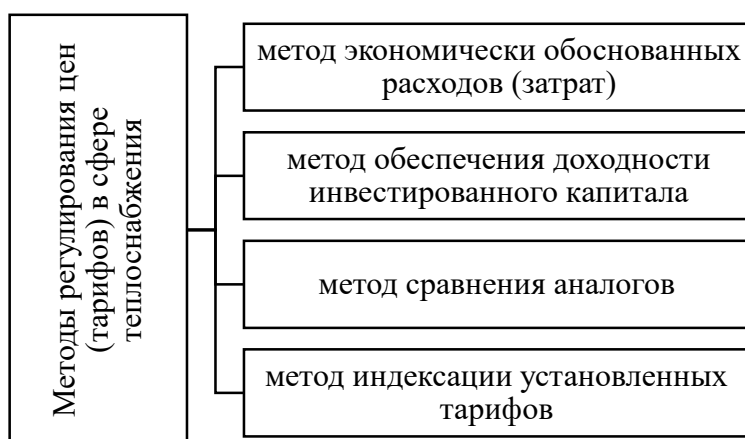 Методы регулирования цен
(тарифов) в сфере
теплоснабжения
метод экономически обоснованных
расходов (затрат)
метод обеспечения доходности
инвестированного капитала
метод сравнения аналогов
метод индексации установленных
тарифов